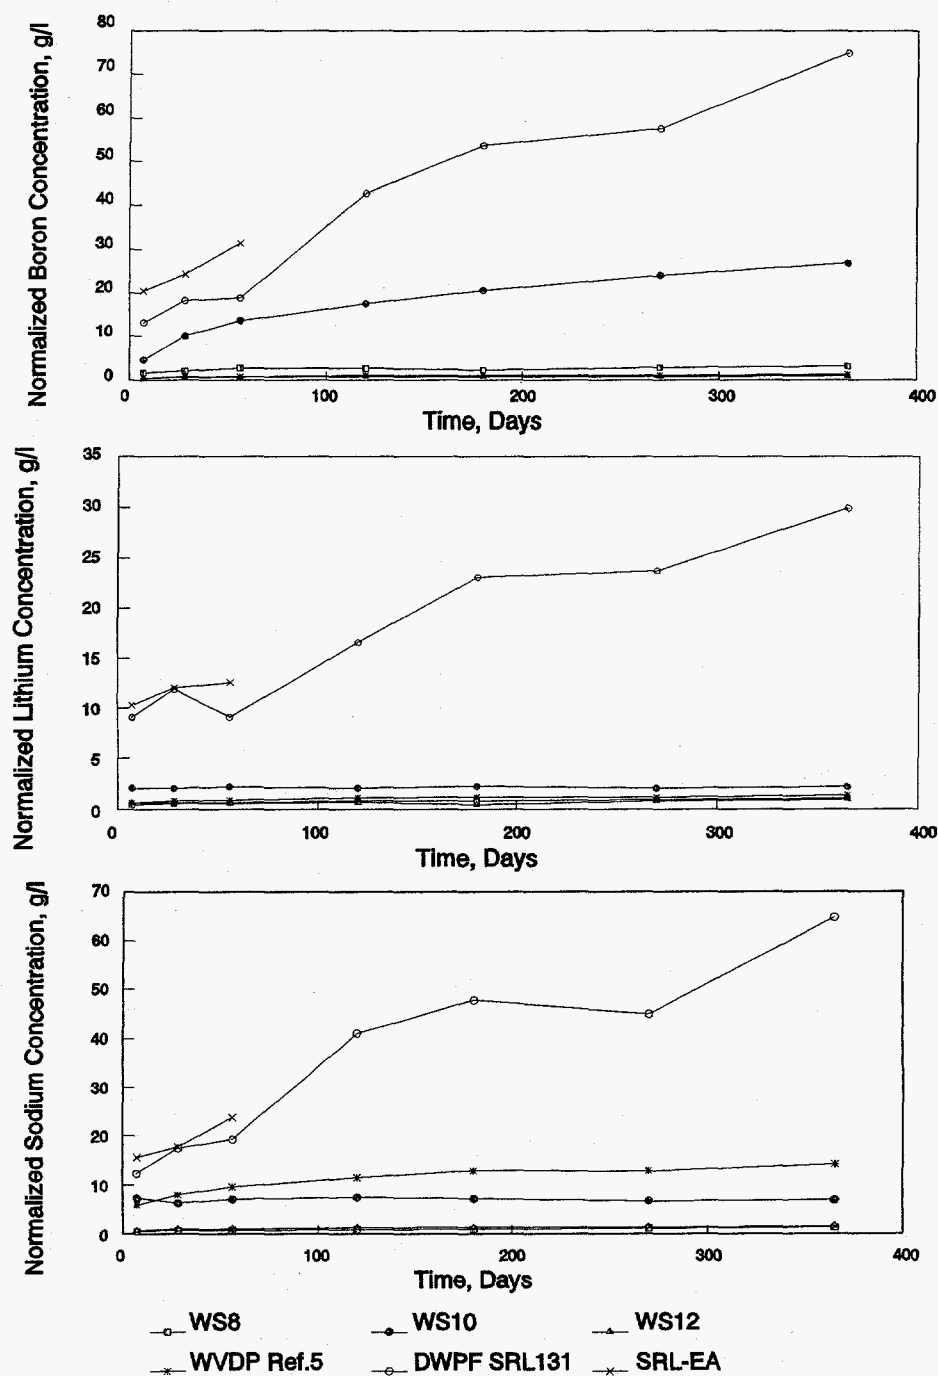 80
70
60
50
40
30
20
10
0
Normalized Boron Concentration, g/l
0 100 200 300 400
Time, Days
35
30
25
20
15
10
5
0
Normalized Lithium Concentration, g/l
0 100 200 300 400
Time, Days
70
60
50
40
30
20
10
0
Normalized Sodium Concentration, g/l
0 100 200 300 400
Time, Days
WS8 WS10 WS12
WVDP Ref.5 DWPF SRL131 SRL-EA